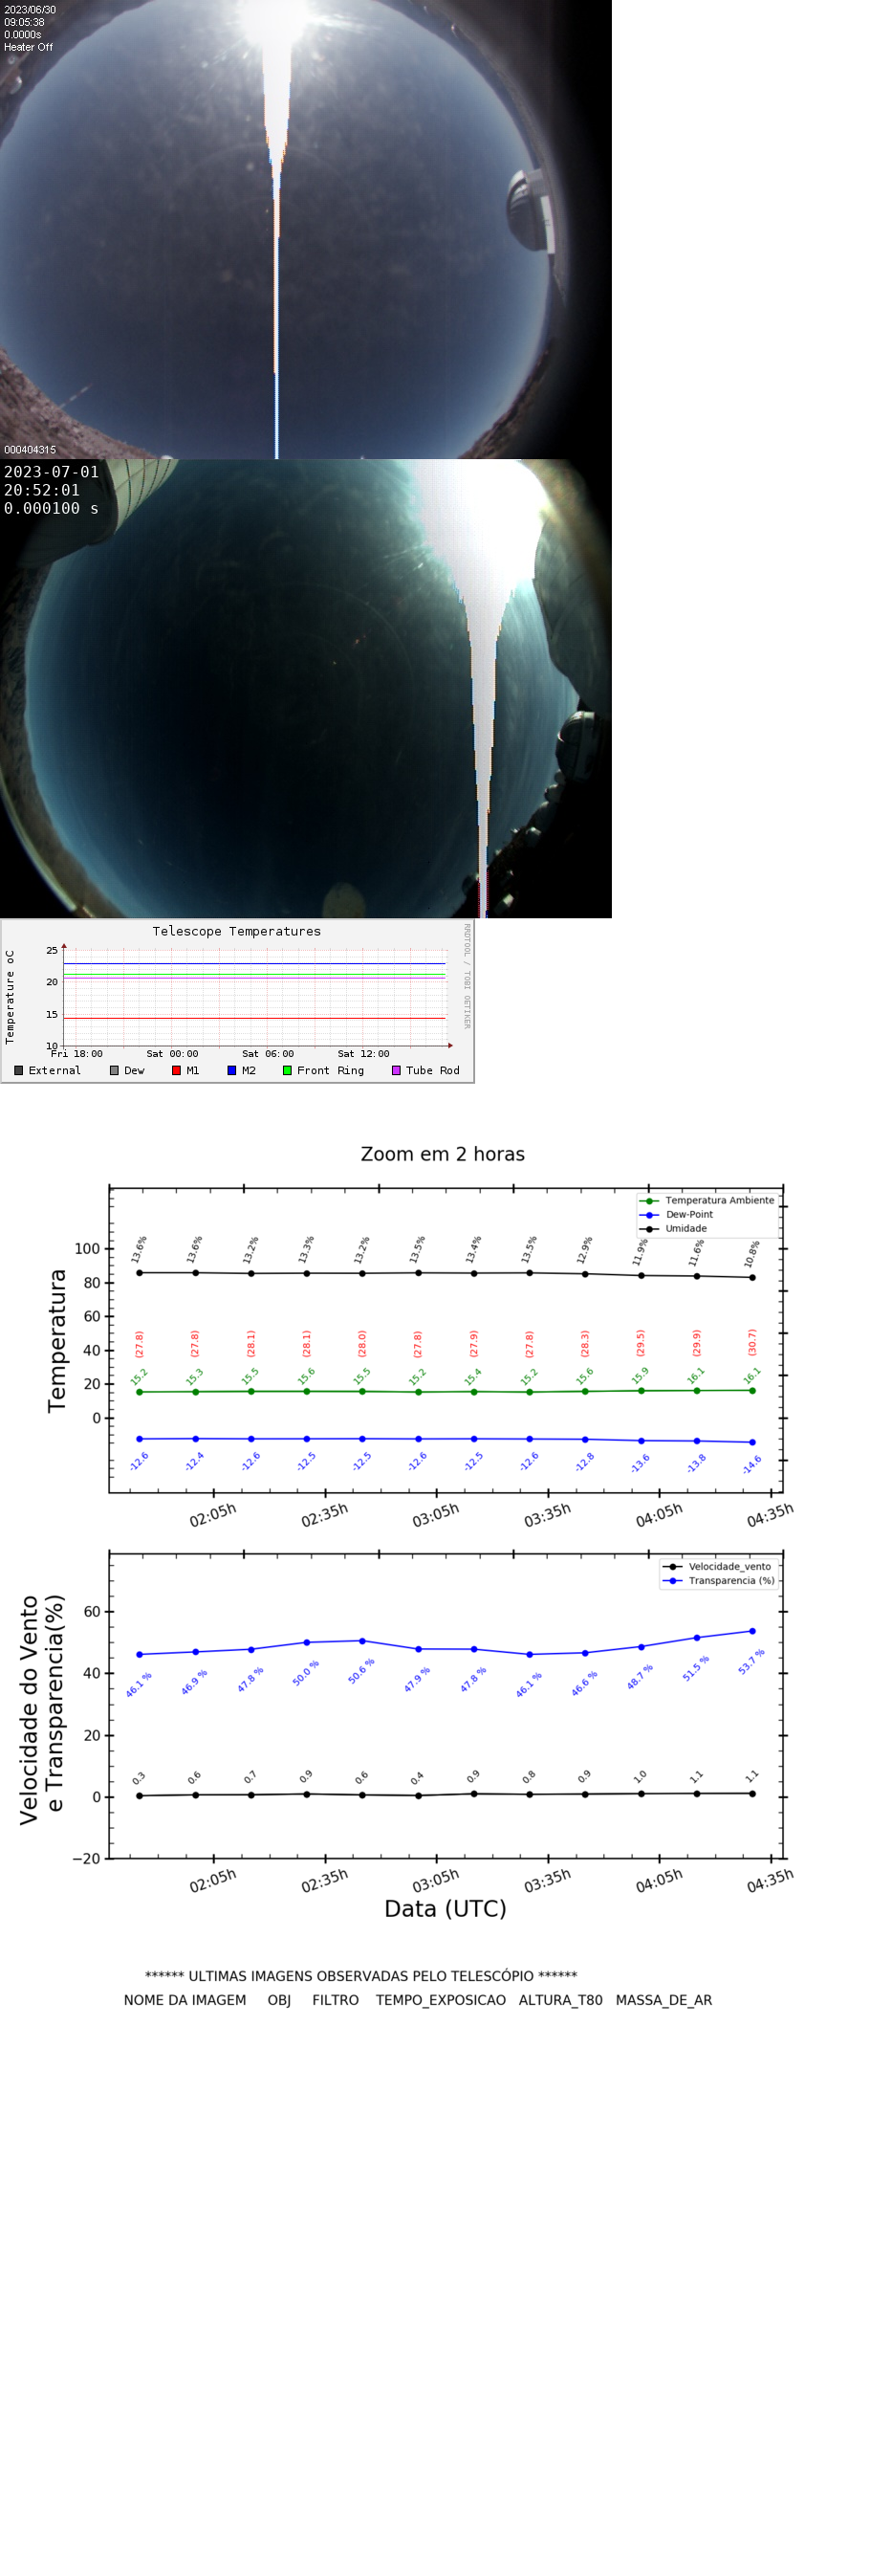 2023/06/30
09:05:38
0.0000s
Heater Off
000404315
2023-07-01
20:52:01
0.000100 s
Telescope Temperatures
RRDTOOL / TOBI OETIKER
Temperature oC
25
20
15
10
Fri 18:00 Sat 00:00 Sat 06:00 Sat 12:00
External Dew M1 M2 Front Ring Tube Rod
Zoom em 2 horas
Temperatura Ambiente
Dew-Point
Umidade
Temperatura
100
80
60
40
20
0
13.6% 13.6% 13.2% 13.3% 13.2% 13.5% 13.4% 13.5% 12.9% 11.9% 11.6% 10.8%
(27.8) (27.8) (28.1) (28.1) (28.0) (27.8) (27.9) (27.8) (28.3) (29.5) (29.9) (30.7)
15.2 15.3 15.5 15.6 15.5 15.2 15.4 15.2 15.6 15.9 16.1 16.1
-12.6 -12.4 -12.6 -12.5 -12.5 -12.6 -12.5 -12.6 -12.8 -13.6 -13.8 -14.6
02:05h 02:35h 03:05h 03:35h 04:05h 04:35h
Velocidade_vento
Transparencia (%)
Velocidade do Vento
e Transparencia(%)
60
40
20
0
−20
46.1 % 46.9 % 47.8 % 50.0 % 50.6 % 47.9 % 47.8 % 46.1 % 46.6 % 48.7 % 51.5 % 53.7 %
0.3 0.6 0.7 0.9 0.6 0.4 0.9 0.8 0.9 1.0 1.1 1.1
02:05h 02:35h 03:05h 03:35h 04:05h 04:35h
Data (UTC)
****** ULTIMAS IMAGENS OBSERVADAS PELO TELESCÓPIO ******
NOME DA IMAGEM OBJ FILTRO TEMPO_EXPOSICAO ALTURA_T80 MASSA_DE_AR